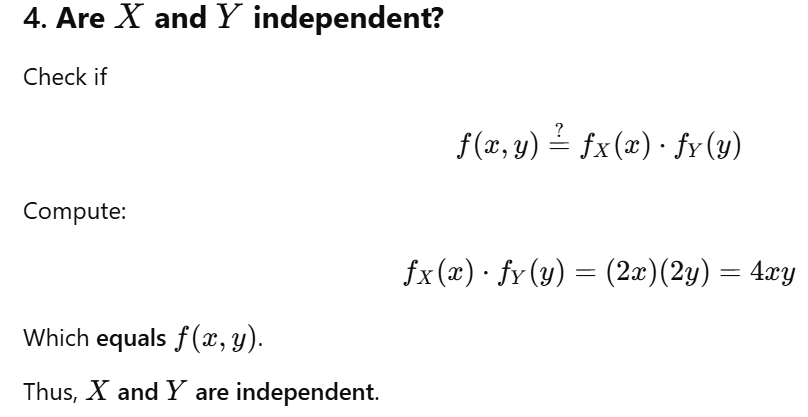 4. Are X and Y independent?
Check if
f(x, y) ≟ f_X(x) · f_Y(y)
Compute:
f_X(x) · f_Y(y) = (2x)(2y) = 4xy
Which equals f(x, y).
Thus, X and Y are independent.